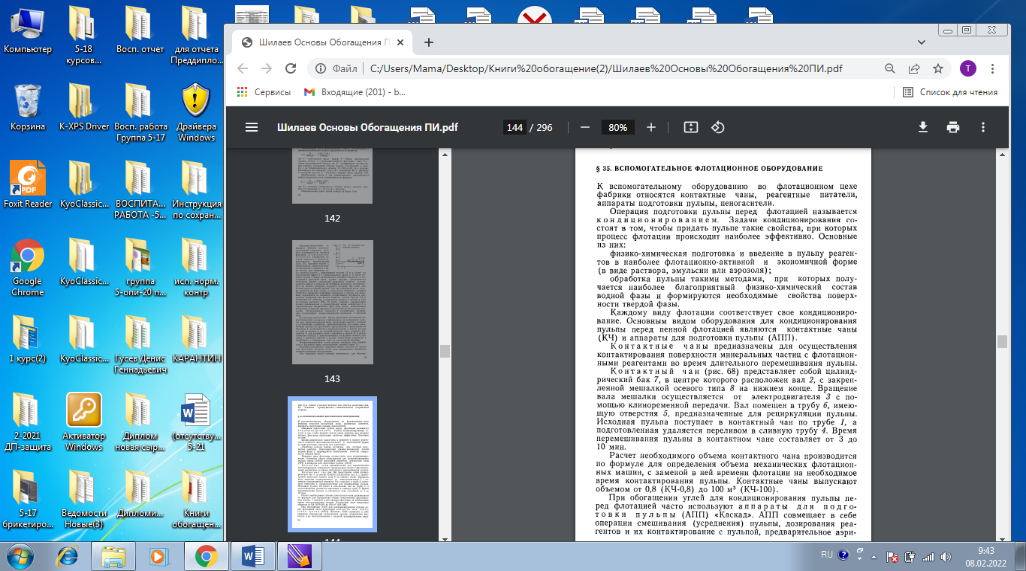 Компьютер
5-18 курсов...
Восп. отчет
для отчета Преддипло...
Корзина
K-XPS Driver
Восп. работа Группа 5-17
Драйвера Windows
Foxit Reader
KyoClassic...
ВОСПИТА... РАБОТА -5...
Инструкция по сохран...
Google Chrome
KyoClassic...
группа 5-опи-20 п...
исп. норм. контр
1 курс(2)
KyoClassic...
Гусев Денис Геннадьевич
КАРАНТИН
2-2021 ДП-защита
Активатор Windows
Диплом новая сыр...
(отсутству... 5-21
5-17 брикетиро...
Ведомости Новые(3)
Дипломи...
Книги обогащен...
Шилаев Основы Обогащения П
Файл
C:/Users/Mama/Desktop/Книги%20обогащение(2)/Шилаев%20Основы%20Обогащения%20ПИ.pdf
T
Сервисы
Входящие (201) - b...
Список для чтения
Шилаев Основы Обогащения ПИ.pdf
144 / 296
80%
142
143
§ 35. ВСПОМОГАТЕЛЬНОЕ ФЛОТАЦИОННОЕ ОБОРУДОВАНИЕ
К вспомогательному оборудованию во флотационном цехе
фабрики относятся контактные чаны, реагентные питатели,
аппараты подготовки пульпы, пеногасители.
Операция подготовки пульпы перед флотацией называется
кондиционированием. Задачи кондиционирования со-
стоят в том, чтобы придать пульпе такие свойства, при которых
процесс флотации происходит наиболее эффективно. Основные
из них:
физико-химическая подготовка и введение в пульпу реаген-
тов в наиболее флотационно-активной и экономичной форме
(в виде раствора, эмульсии или аэрозоля);
обработка пульпы такими методами, при которых полу-
чается наиболее благоприятный физико-химический состав
водной фазы и формируются необходимые свойства поверх-
ности твердой фазы.
Каждому виду флотации соответствует свое кондициониро-
вание. Основным видом оборудования для кондиционирования
пульпы перед пенной флотацией являются контактные чаны
(КЧ) и аппараты для подготовки пульпы (АПП).
Контактные чаны предназначены для осуществления
контактирования поверхности минеральных частиц с флотацион-
ными реагентами во время длительного перемешивания пульпы.
Контактный чан (рис. 68) представляет собой цилинд-
рический бак 7, в центре которого расположен вал 2, с закреп-
ленной мешалкой осевого типа 8 на нижнем конце. Вращение
вала мешалки осуществляется от электродвигателя 3 с по-
мощью клиноременной передачи. Вал помещен в трубу 6, имею-
щую отверстия 5, предназначенные для рециркуляции пульпы.
Исходная пульпа поступает в контактный чан по трубе 1, а
подготовленная удаляется переливом в сливную трубу 4. Время
перемешивания пульпы в контактном чане составляет от 3 до
10 мин.
Расчет необходимого объема контактного чана производится
по формуле для определения объема механических флотацион-
ных машин, с заменой в ней времени флотации на необходимое
время контактирования пульпы. Контактные чаны выпускают
объемом от 0,8 (КЧ-0,8) до 100 м³ (КЧ-100).
При обогащении углей для кондиционирования пульпы пе-
ред флотацией часто используют аппараты для подго-
товки пульпы (АПП) «Каскад». АПП совмещает в себе
операция смешивания (усреднения) пульпы, дозирования реа-
гентов и их контактирование с пульпой, предварительное аэри-
RU
9:43
08.02.2022